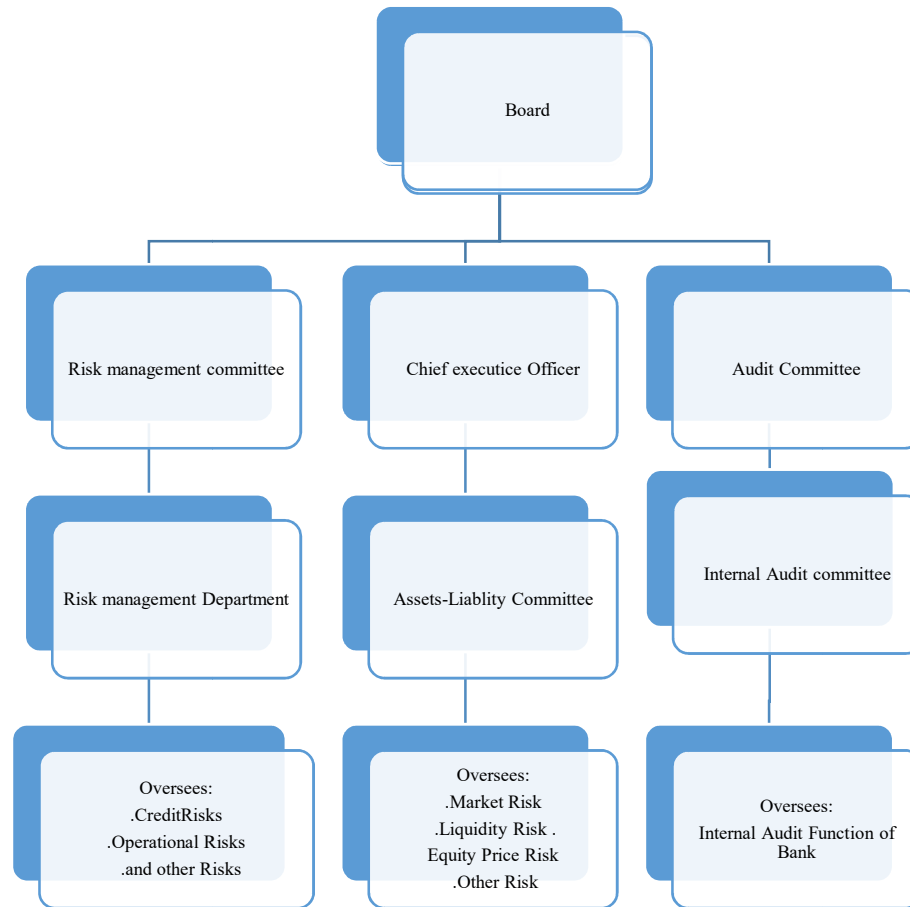 Board
Risk management committee
Chief executice Officer
Audit Committee
Risk management Department
Assets-Liablity Committee
Internal Audit committee
Oversees:
.CreditRisks
.Operational Risks
.and other Risks
Oversees:
.Market Risk
.Liquidity Risk .
Equity Price Risk
.Other Risk
Oversees:
Internal Audit Function of
Bank